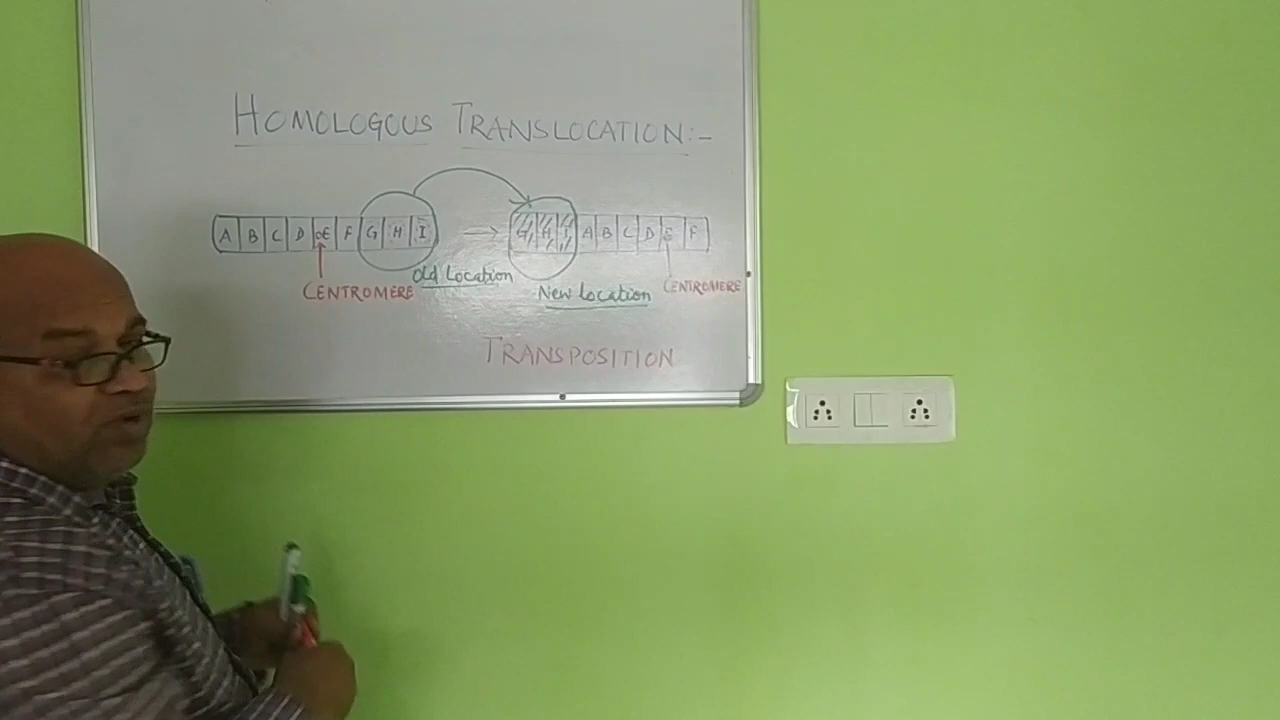 HOMOLOGOUS TRANSLOCATION:-
A B C D E F G H I → G H I A B C D E F
Old Location
CENTROMERE
New Location
CENTROMERE
TRANSPOSITION